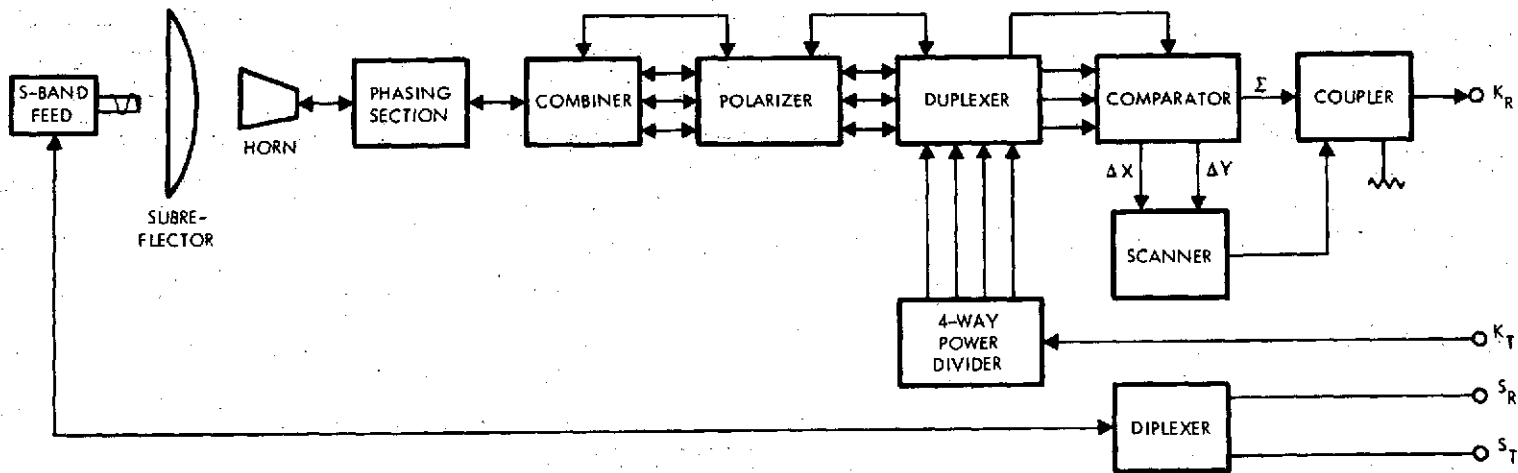 S-BAND
FEED
SUBRE-
FLECTOR
HORN
PHASING
SECTION
COMBINER
POLARIZER
DUPLEXER
COMPARATOR
Σ
COUPLER
K_R
ΔX
ΔY
SCANNER
4-WAY
POWER
DIVIDER
K_T
DIPLEXER
S_R
S_T